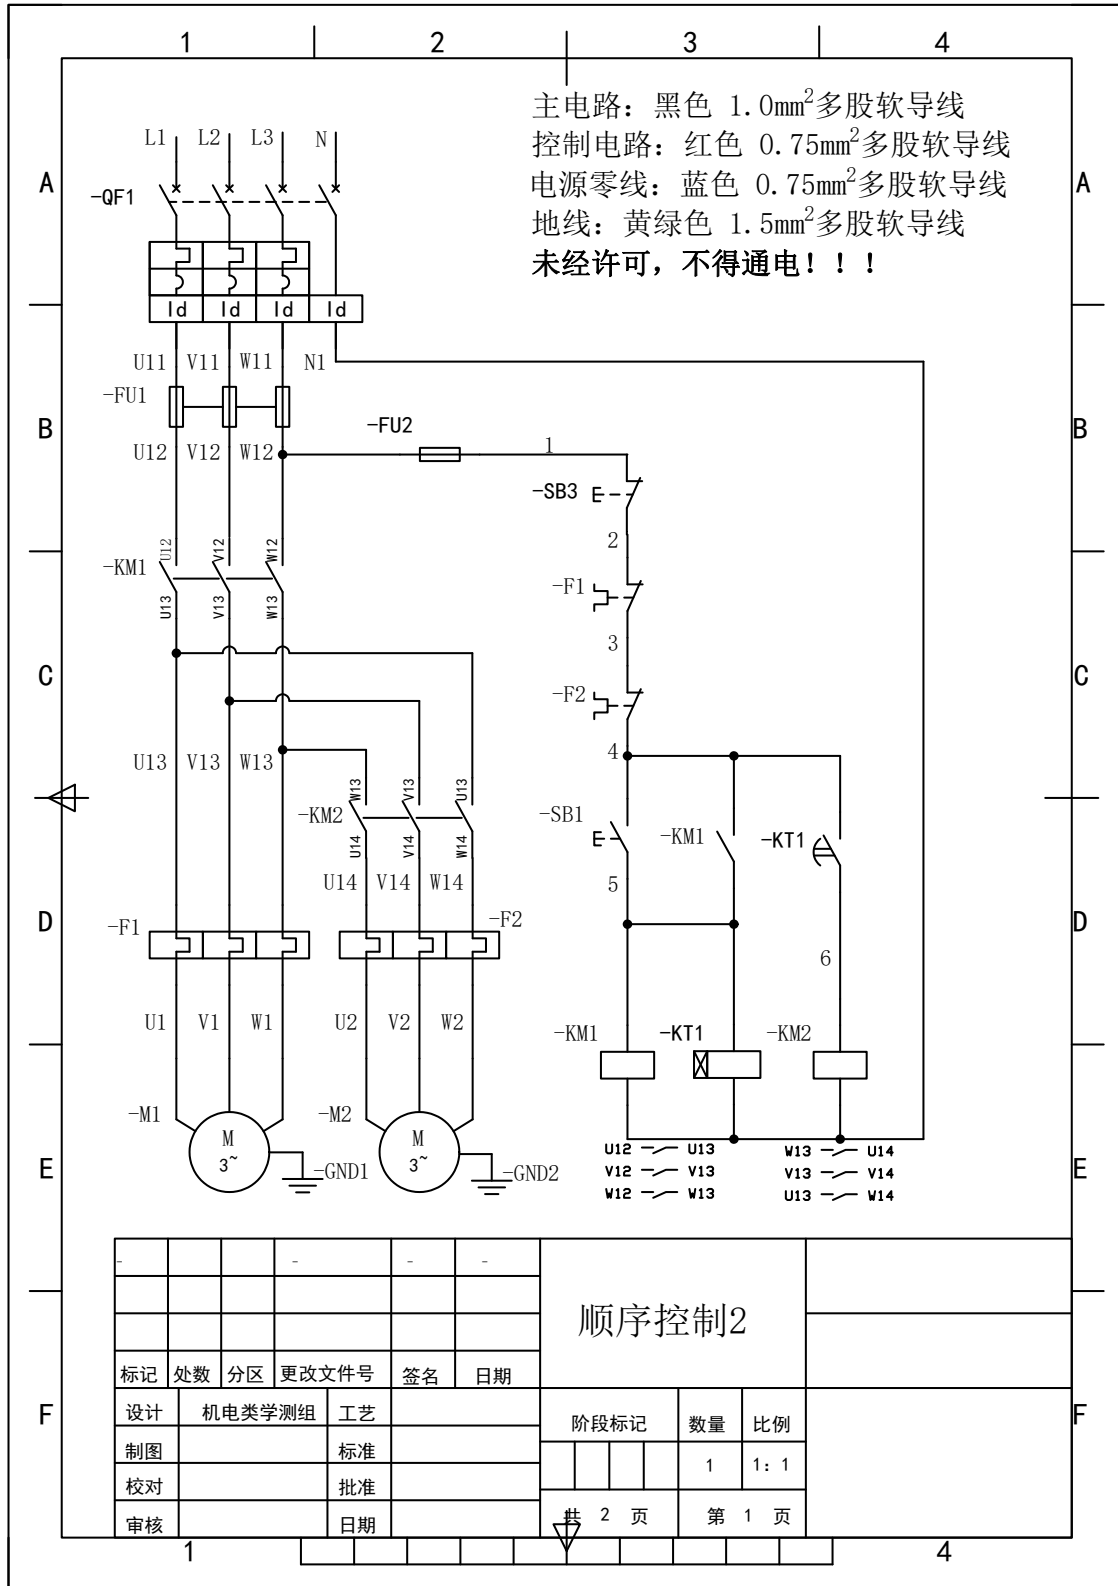 1 2 3 4
主电路：黑色 1.0mm²多股软导线
控制电路：红色 0.75mm²多股软导线
电源零线：蓝色 0.75mm²多股软导线
地线：黄绿色 1.5mm²多股软导线
未经许可，不得通电！！！
L1 L2 L3 N
A A
-QF1
Id Id Id Id
U11 V11 W11 N1
-FU1
B B
-FU2
U12 V12 W12
1
-SB3
2
U12 V12 W12
-KM1
U13 V13 W13
-F1
3
C C
-F2
4
U13 V13 W13
W13 V13 U13
-KM2
U14 V14 W14
-SB1 -KM1 -KT1
U14 V14 W14
5
D D
-F1 -F2
6
U1 V1 W1 U2 V2 W2
-KM1 -KT1 -KM2
-M1 -M2
M M
3~ 3~
-GND1 -GND2
U12 U13 W13 U14
V12 V13 V13 V14
W12 W13 U13 W14
E E
- - - -
顺序控制2
标记 处数 分区 更改文件号 签名 日期
F F
设计 机电类学测组 工艺
阶段标记 数量 比例
制图 标准
1 1：1
校对 批准
共 2 页 第 1 页
审核 日期
1 4